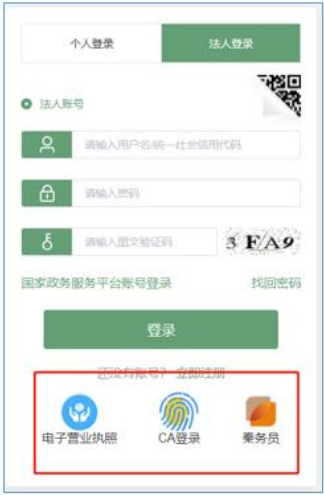 个人登录 法人登录
法人账号
请输入用户名/统一社会信用代码
请输入密码
请输入图文验证码 3 F A 9
国家政务服务平台账号登录 找回密码
登录
还没有账号? 立即注册
电子营业执照 CA登录 秦务员